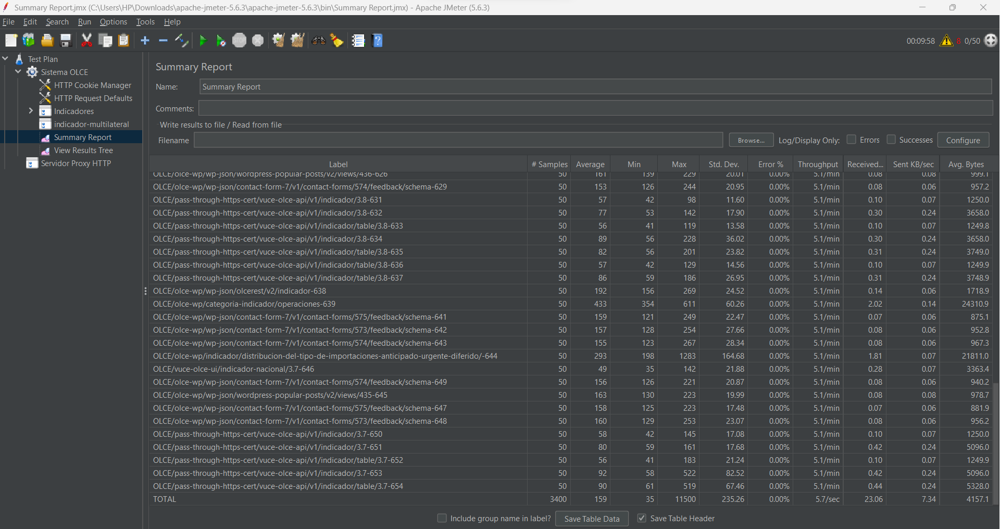 Summary Report.jmx (C:\Users\HP\Downloads\apache-jmeter-5.6.3\apache-jmeter-5.6.3\bin\Summary Report.jmx) - Apache JMeter (5.6.3)
File Edit Search Run Options Tools Help
STOP 00:09:58 8 0/50
Test Plan
Sistema OLCE
HTTP Cookie Manager
HTTP Request Defaults
Indicadores
indicador-multilateral
Summary Report
View Results Tree
Servidor Proxy HTTP
Summary Report
Name: Summary Report
Comments:
Write results to file / Read from file
Filename Browse... Log/Display Only: Errors Successes Configure
Label # Samples Average Min Max Std. Dev. Error % Throughput Received... Sent KB/sec Avg. Bytes
OLCE/olce-wp/wp-json/wordpress-popular-posts/v2/views/436-626 50 161 139 229 20.01 0.00% 5.1/min 0.08 0.08 999.1
OLCE/olce-wp/wp-json/contact-form-7/v1/contact-forms/574/feedback/schema-629 50 153 126 244 20.95 0.00% 5.1/min 0.08 0.06 957.2
OLCE/pass-through-https-cert/vuce-olce-api/v1/indicador/3.8-631 50 57 42 98 11.60 0.00% 5.1/min 0.10 0.07 1250.0
OLCE/pass-through-https-cert/vuce-olce-api/v1/indicador/3.8-632 50 77 53 142 17.90 0.00% 5.1/min 0.30 0.24 3658.0
OLCE/pass-through-https-cert/vuce-olce-api/v1/indicador/table/3.8-633 50 56 41 119 13.58 0.00% 5.1/min 0.10 0.07 1249.8
OLCE/pass-through-https-cert/vuce-olce-api/v1/indicador/3.8-634 50 89 56 228 36.02 0.00% 5.1/min 0.30 0.24 3658.0
OLCE/pass-through-https-cert/vuce-olce-api/v1/indicador/table/3.8-635 50 82 56 201 23.82 0.00% 5.1/min 0.31 0.24 3749.0
OLCE/pass-through-https-cert/vuce-olce-api/v1/indicador/table/3.8-636 50 57 42 129 14.56 0.00% 5.1/min 0.10 0.07 1249.9
OLCE/pass-through-https-cert/vuce-olce-api/v1/indicador/table/3.8-637 50 86 59 186 26.95 0.00% 5.1/min 0.31 0.24 3748.9
OLCE/olce-wp/wp-json/olcerest/v2/indicador-638 50 192 156 269 24.52 0.00% 5.1/min 0.14 0.06 1718.9
OLCE/olce-wp/categoria-indicador/operaciones-639 50 433 354 611 60.26 0.00% 5.1/min 2.02 0.14 24310.9
OLCE/olce-wp/wp-json/contact-form-7/v1/contact-forms/575/feedback/schema-641 50 159 121 249 22.47 0.00% 5.1/min 0.07 0.06 875.1
OLCE/olce-wp/wp-json/contact-form-7/v1/contact-forms/573/feedback/schema-642 50 157 128 254 27.66 0.00% 5.1/min 0.08 0.06 952.8
OLCE/olce-wp/wp-json/contact-form-7/v1/contact-forms/574/feedback/schema-643 50 155 123 267 28.34 0.00% 5.1/min 0.08 0.06 967.3
OLCE/olce-wp/indicador/distribucion-del-tipo-de-importaciones-anticipado-urgente-diferido/-644 50 293 198 1283 164.68 0.00% 5.1/min 1.81 0.07 21811.0
OLCE/vuce-olce-ui/indicador-nacional/3.7-646 50 49 35 142 21.88 0.00% 5.1/min 0.28 0.07 3363.4
OLCE/olce-wp/wp-json/contact-form-7/v1/contact-forms/574/feedback/schema-649 50 156 126 221 20.87 0.00% 5.1/min 0.08 0.06 940.2
OLCE/olce-wp/wp-json/wordpress-popular-posts/v2/views/435-645 50 163 130 223 19.99 0.00% 5.1/min 0.08 0.08 978.7
OLCE/olce-wp/wp-json/contact-form-7/v1/contact-forms/575/feedback/schema-647 50 158 125 223 17.48 0.00% 5.1/min 0.07 0.06 881.9
OLCE/olce-wp/wp-json/contact-form-7/v1/contact-forms/573/feedback/schema-648 50 160 129 253 23.07 0.00% 5.1/min 0.08 0.06 956.2
OLCE/pass-through-https-cert/vuce-olce-api/v1/indicador/3.7-650 50 58 42 145 17.08 0.00% 5.1/min 0.10 0.07 1250.0
OLCE/pass-through-https-cert/vuce-olce-api/v1/indicador/3.7-651 50 80 59 161 17.68 0.00% 5.1/min 0.42 0.24 5096.0
OLCE/pass-through-https-cert/vuce-olce-api/v1/indicador/table/3.7-652 50 56 41 183 21.24 0.00% 5.1/min 0.10 0.07 1249.9
OLCE/pass-through-https-cert/vuce-olce-api/v1/indicador/3.7-653 50 92 58 522 82.52 0.00% 5.1/min 0.42 0.24 5096.0
OLCE/pass-through-https-cert/vuce-olce-api/v1/indicador/table/3.7-654 50 90 61 519 67.46 0.00% 5.1/min 0.44 0.24 5328.0
TOTAL 3400 159 35 11500 235.26 0.00% 5.7/sec 23.06 7.34 4157.1
Include group name in label? Save Table Data Save Table Header